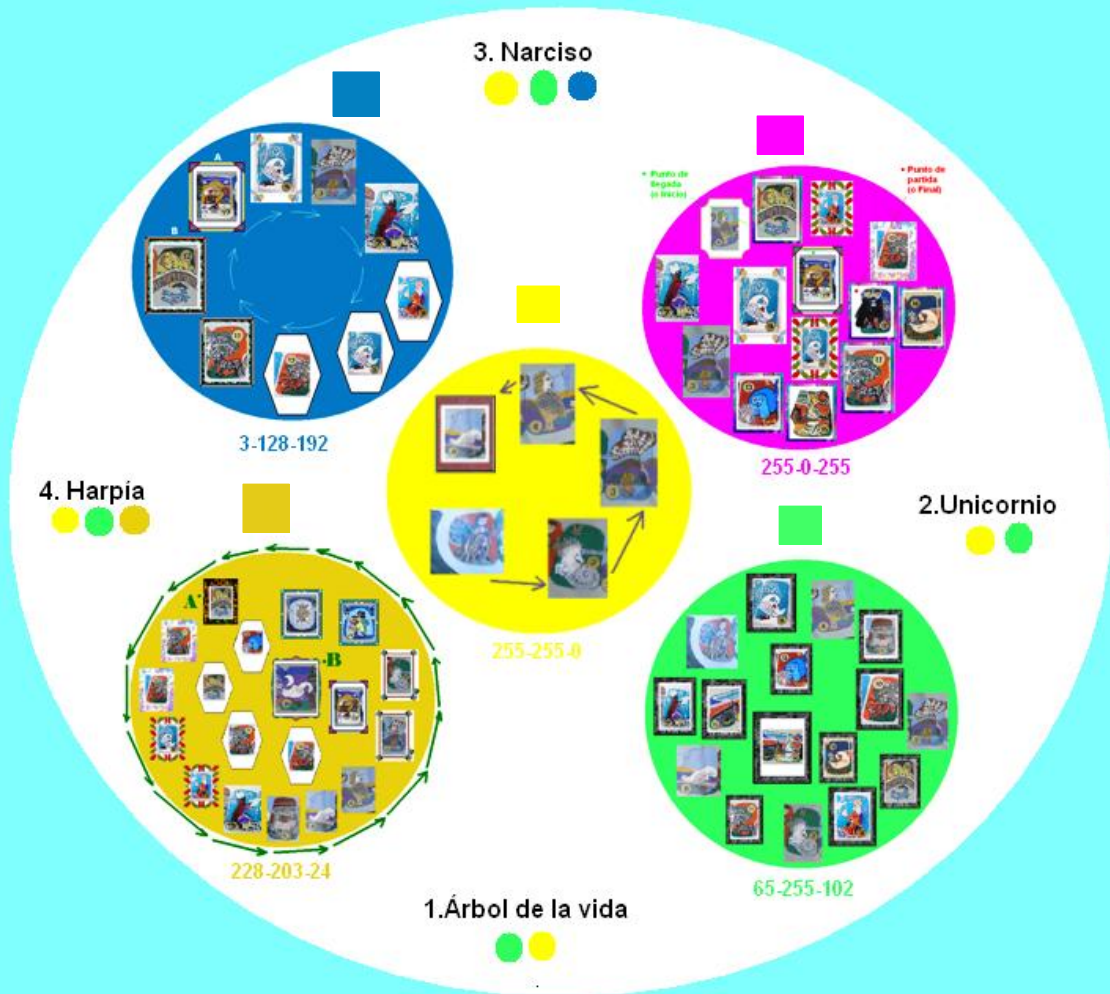 3. Narciso
A
B
• Punto de
llegada
(o Inicio)
• Punto de
partida
(o Final)
3-128-192
255-0-255
4. Harpía
2.Unicornio
A
B
255-255-0
228-203-24
65-255-102
1.Árbol de la vida